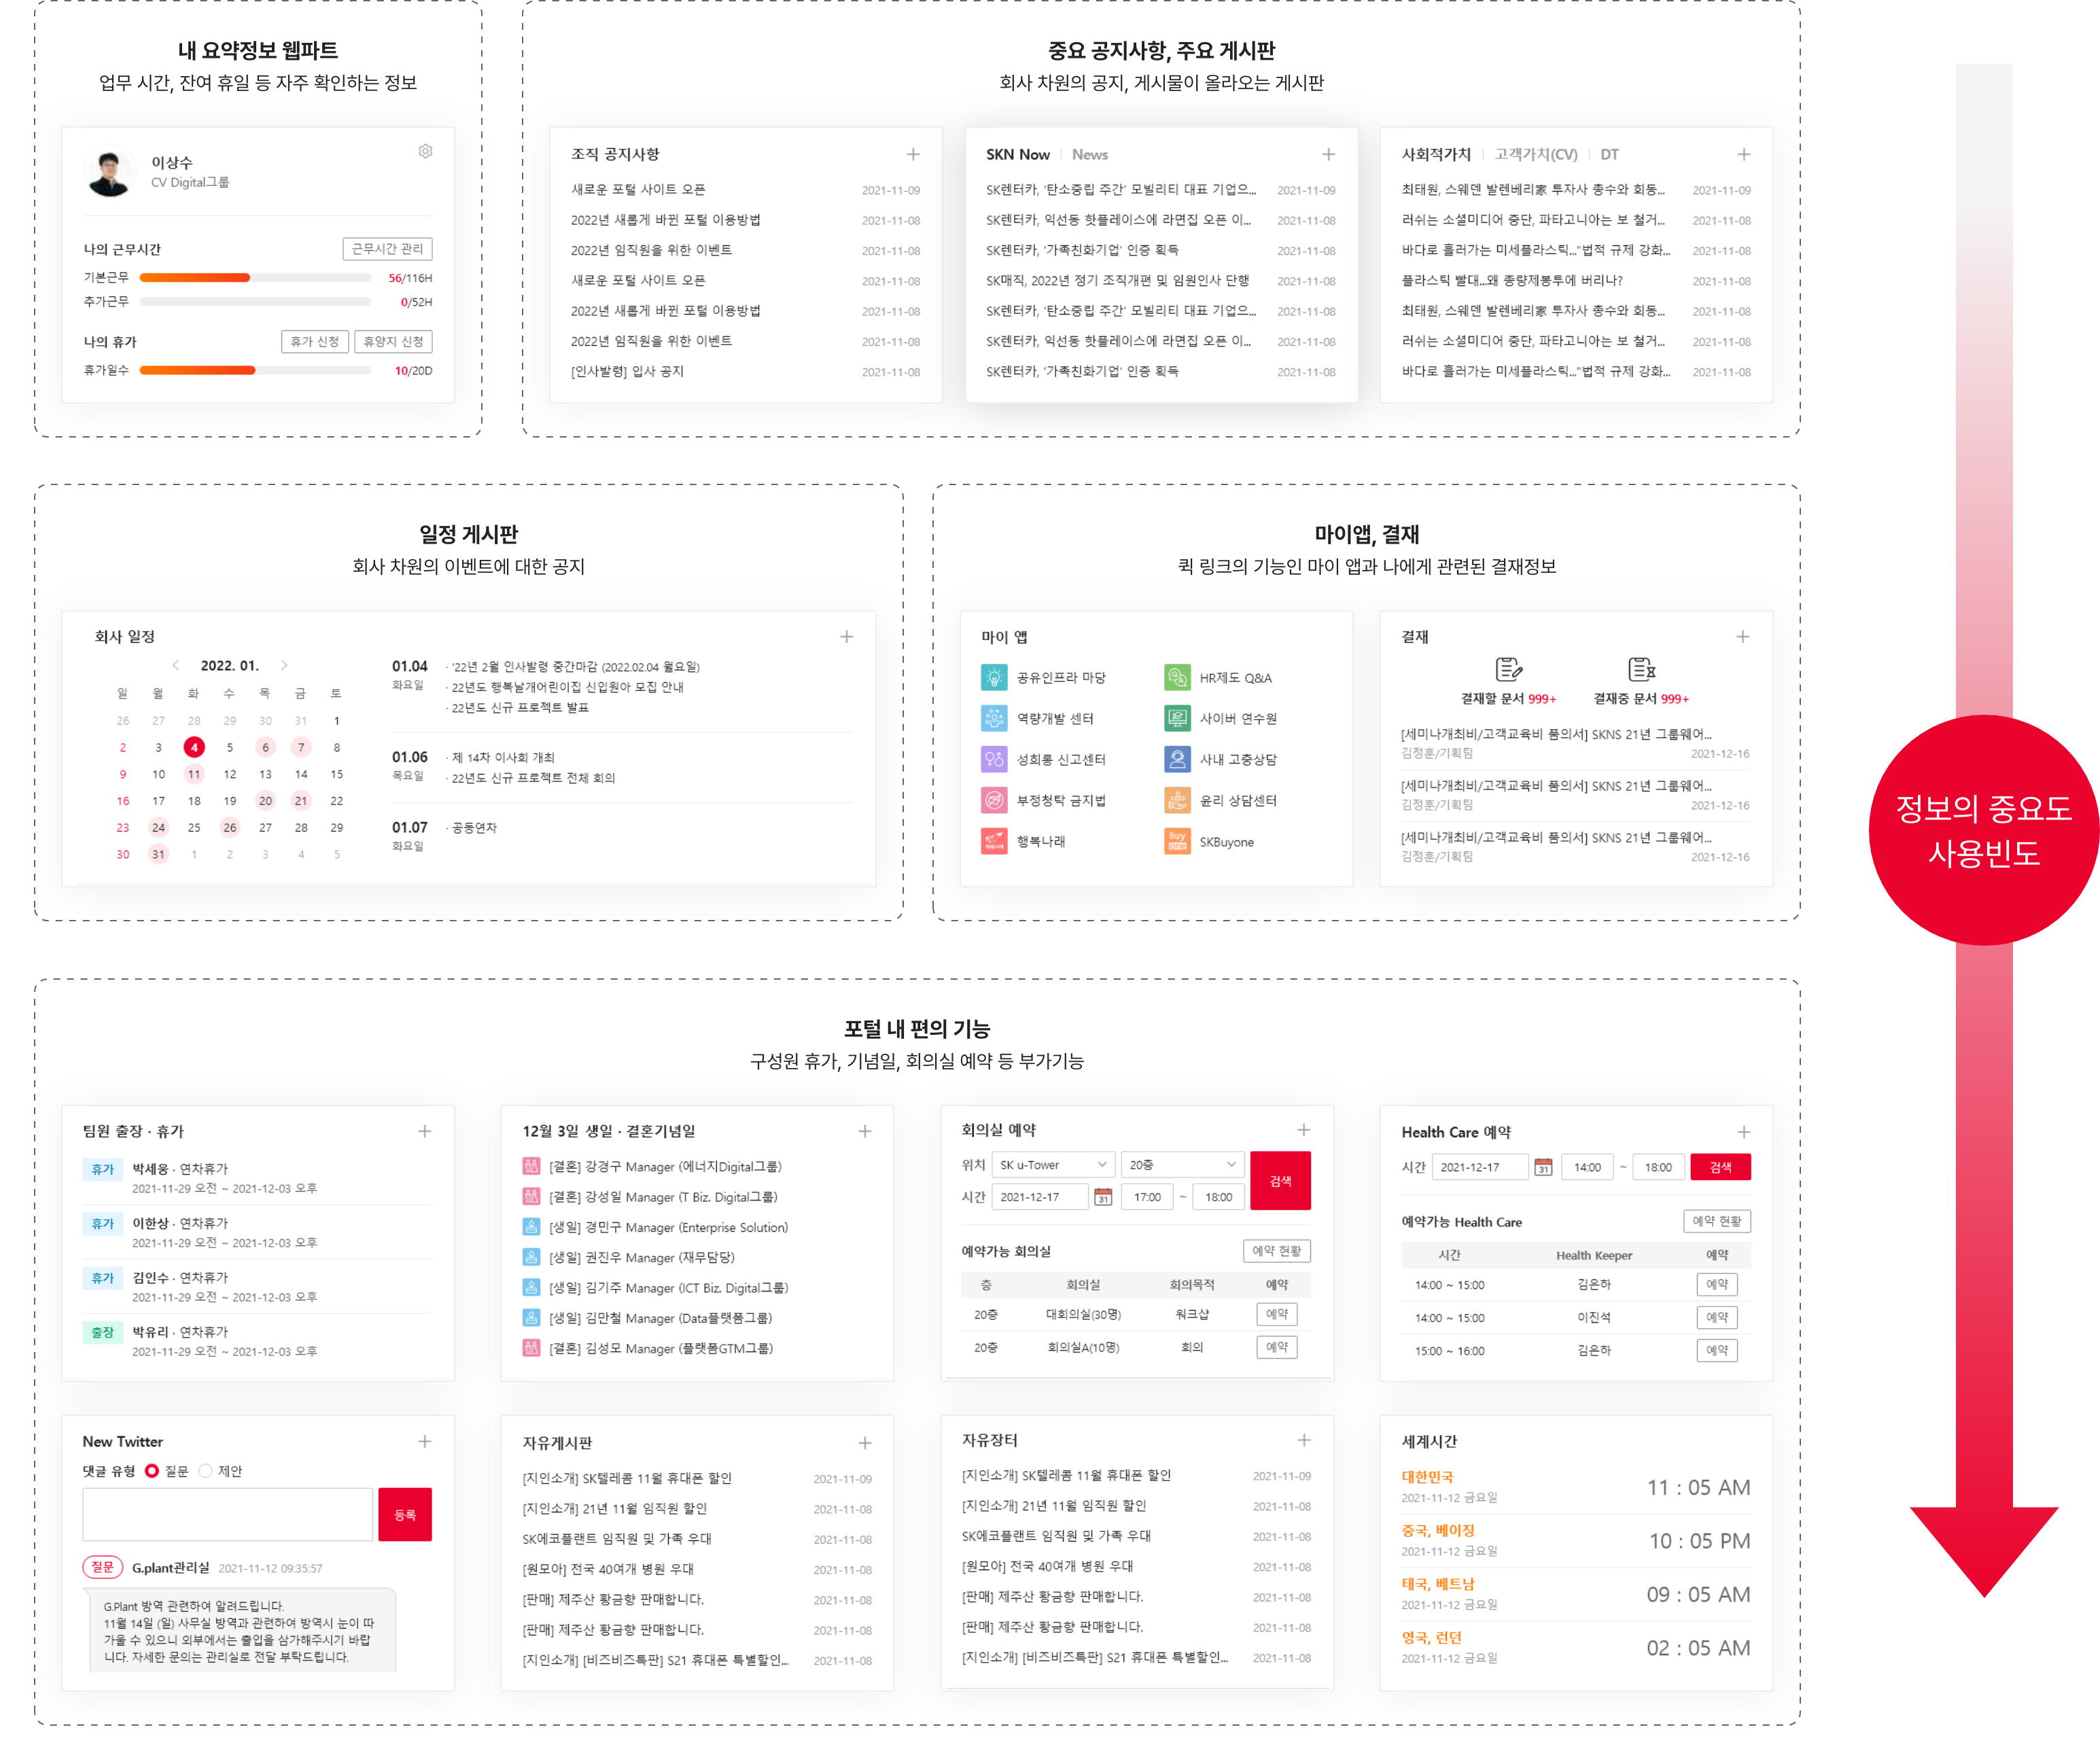 내 요약정보 웹파트
업무 시간, 잔여 휴일 등 자주 확인하는 정보
이상수
CV Digital그룹
나의 근무시간
근무시간 관리
기본근무 56/116H
추가근무 0/52H
나의 휴가 휴가 신청 휴양지 신청
휴가일수 10/20D
중요 공지사항, 주요 게시판
회사 차원의 공지, 게시물이 올라오는 게시판
조직 공지사항
새로운 포털 사이트 오픈 2021-11-09
2022년 새롭게 바뀐 포털 이용방법 2021-11-08
2022년 임직원을 위한 이벤트 2021-11-08
새로운 포털 사이트 오픈 2021-11-08
2022년 새롭게 바뀐 포털 이용방법 2021-11-08
2022년 임직원을 위한 이벤트 2021-11-08
[인사발령] 입사 공지 2021-11-08
SKN Now News
SK렌터카, '탄소중립 주간' 모빌리티 대표 기업으... 2021-11-09
SK렌터카, 익선동 핫플레이스에 라면집 오픈 이... 2021-11-08
SK렌터카, '가족친화기업' 인증 획득 2021-11-08
SK매직, 2022년 정기 조직개편 및 임원인사 단행 2021-11-08
SK렌터카, '탄소중립 주간' 모빌리티 대표 기업으... 2021-11-08
SK렌터카, 익선동 핫플레이스에 라면집 오픈 이... 2021-11-08
SK렌터카, '가족친화기업' 인증 획득 2021-11-08
사회적가치 고객가치(CV) DT
최태원, 스웨덴 발렌베리家 투자사 총수와 회동... 2021-11-09
러쉬는 소셜미디어 중단, 파타고니아는 보 철거... 2021-11-08
바다로 흘러가는 미세플라스틱..."법적 규제 강화... 2021-11-08
플라스틱 빨대...왜 종량제봉투에 버리나? 2021-11-08
최태원, 스웨덴 발렌베리家 투자사 총수와 회동... 2021-11-08
러쉬는 소셜미디어 중단, 파타고니아는 보 철거... 2021-11-08
바다로 흘러가는 미세플라스틱..."법적 규제 강화... 2021-11-08
일정 게시판
회사 차원의 이벤트에 대한 공지
회사 일정
2022. 01.
일 월 화 수 목 금 토
26 27 28 29 30 31 1
2 3 4 5 6 7 8
9 10 11 12 13 14 15
16 17 18 19 20 21 22
23 24 25 26 27 28 29
30 31 1 2 3 4 5
01.04
화요일
· '22년 2월 인사발령 중간마감 (2022.02.04 월요일)
· 22년도 행복날개어린이집 신입원아 모집 안내
· 22년도 신규 프로젝트 발표
01.06
목요일
· 제 14차 이사회 개최
· 22년도 신규 프로젝트 전체 회의
01.07
화요일
· 공동연차
마이앱, 결재
퀵 링크의 기능인 마이 앱과 나에게 관련된 결재정보
마이 앱
공유인프라 마당 HR제도 Q&A
역량개발 센터 사이버 연수원
성희롱 신고센터 사내 고충상담
부정청탁 금지법 윤리 상담센터
행복나래 Buy one SKBuyone
결재
결재할 문서 999+ 결재중 문서 999+
[세미나개최비/고객교육비 품의서] SKNS 21년 그룹웨어...
김정훈/기획팀 2021-12-16
[세미나개최비/고객교육비 품의서] SKNS 21년 그룹웨어...
김정훈/기획팀 2021-12-16
[세미나개최비/고객교육비 품의서] SKNS 21년 그룹웨어...
김정훈/기획팀 2021-12-16
정보의 중요도
사용빈도
포털 내 편의 기능
구성원 휴가, 기념일, 회의실 예약 등 부가기능
팀원 출장 · 휴가
휴가 박세웅 · 연차휴가
2021-11-29 오전 ~ 2021-12-03 오후
휴가 이한상 · 연차휴가
2021-11-29 오전 ~ 2021-12-03 오후
휴가 김인수 · 연차휴가
2021-11-29 오전 ~ 2021-12-03 오후
출장 박유리 · 연차휴가
2021-11-29 오전 ~ 2021-12-03 오후
12월 3일 생일 · 결혼기념일
[결혼] 강경구 Manager (에너지Digital그룹)
[결혼] 강성일 Manager (T Biz. Digital그룹)
[생일] 경민구 Manager (Enterprise Solution)
[생일] 권진우 Manager (재무담당)
[생일] 김기주 Manager (ICT Biz. Digital그룹)
[생일] 김만철 Manager (Data플랫폼그룹)
[결혼] 김성모 Manager (플랫폼GTM그룹)
회의실 예약
위치 SK u-Tower 20층
시간 2021-12-17 31 17:00 ~ 18:00
검색
예약가능 회의실 예약 현황
층 회의실 회의목적 예약
20층 대회의실(30명) 워크샵 예약
20층 회의실A(10명) 회의 예약
Health Care 예약
시간 2021-12-17 31 14:00 ~ 18:00 검색
예약가능 Health Care 예약 현황
시간 Health Keeper 예약
14:00 ~ 15:00 김은하 예약
14:00 ~ 15:00 이진석 예약
15:00 ~ 16:00 김은하 예약
New Twitter
댓글 유형 질문 제안
등록
질문 G.plant관리실 2021-11-12 09:35:57
G.Plant 방역 관련하여 알려드립니다.
11월 14일 (일) 사무실 방역과 관련하여 방역시 눈이 따
가울 수 있으니 외부에서는 출입을 삼가해주시기 바랍
니다. 자세한 문의는 관리실로 전달 부탁드립니다.
자유게시판
[지인소개] SK텔레콤 11월 휴대폰 할인 2021-11-09
[지인소개] 21년 11월 임직원 할인 2021-11-08
SK에코플랜트 임직원 및 가족 우대 2021-11-08
[원모아] 전국 40여개 병원 우대 2021-11-08
[판매] 제주산 황금향 판매합니다. 2021-11-08
[판매] 제주산 황금향 판매합니다. 2021-11-08
[지인소개] [비즈비즈특판] S21 휴대폰 특별할인... 2021-11-08
자유장터
[지인소개] SK텔레콤 11월 휴대폰 할인 2021-11-09
[지인소개] 21년 11월 임직원 할인 2021-11-08
SK에코플랜트 임직원 및 가족 우대 2021-11-08
[원모아] 전국 40여개 병원 우대 2021-11-08
[판매] 제주산 황금향 판매합니다. 2021-11-08
[판매] 제주산 황금향 판매합니다. 2021-11-08
[지인소개] [비즈비즈특판] S21 휴대폰 특별할인... 2021-11-08
세계시간
대한민국
2021-11-12 금요일
11 : 05 AM
중국, 베이징
2021-11-12 금요일
10 : 05 PM
태국, 베트남
2021-11-12 금요일
09 : 05 AM
영국, 런던
2021-11-12 금요일
02 : 05 AM